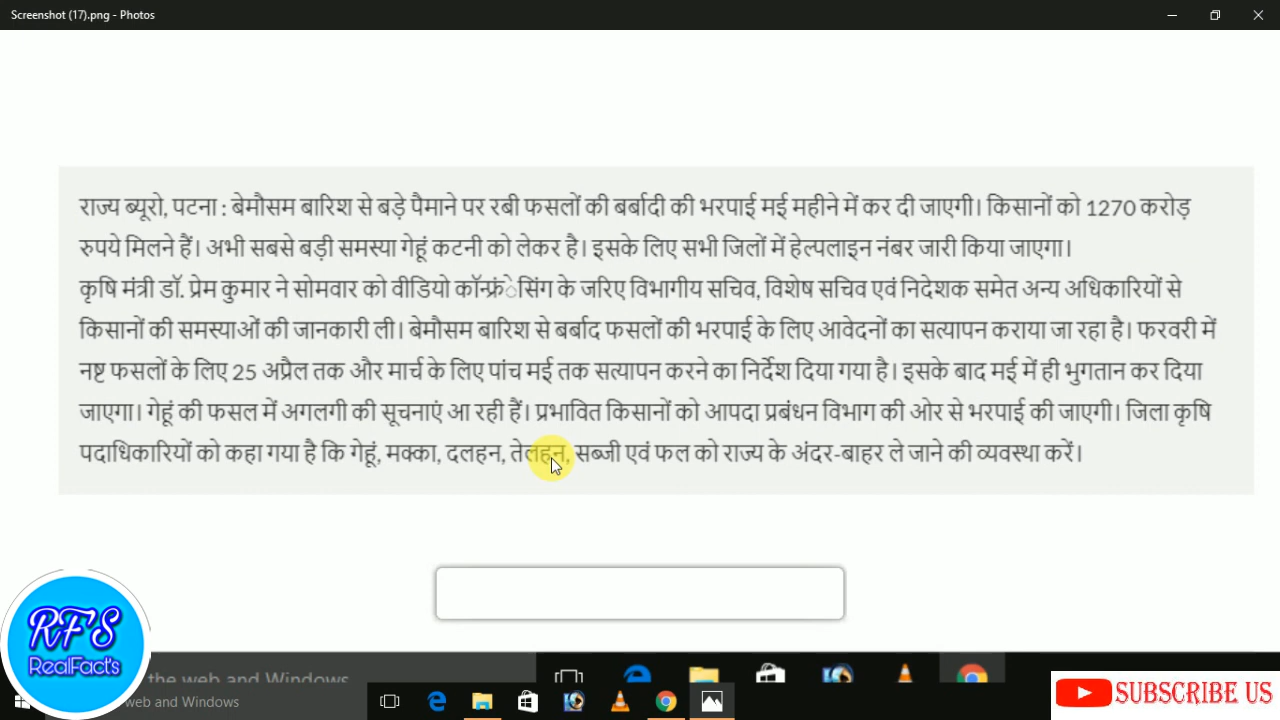 Screenshot (17).png - Photos
राज्य ब्यूरो, पटना : बेमौसम बारिश से बड़े पैमाने पर रबी फसलों की बर्बादी की भरपाई मई महीने में कर दी जाएगी। किसानों को 1270 करोड़
रुपये मिलने हैं। अभी सबसे बड़ी समस्या गेहूं कटनी को लेकर है। इसके लिए सभी जिलों में हेल्पलाइन नंबर जारी किया जाएगा।
कृषि मंत्री डॉ. प्रेम कुमार ने सोमवार को वीडियो कॉन्फ्रंेसिंग के जरिए विभागीय सचिव, विशेष सचिव एवं निदेशक समेत अन्य अधिकारियों से
किसानों की समस्याओं की जानकारी ली। बेमौसम बारिश से बर्बाद फसलों की भरपाई के लिए आवेदनों का सत्यापन कराया जा रहा है। फरवरी में
नष्ट फसलों के लिए 25 अप्रैल तक और मार्च के लिए पांच मई तक सत्यापन करने का निर्देश दिया गया है। इसके बाद मई में ही भुगतान कर दिया
जाएगा। गेहूं की फसल में अगलगी की सूचनाएं आ रही हैं। प्रभावित किसानों को आपदा प्रबंधन विभाग की ओर से भरपाई की जाएगी। जिला कृषि
पदाधिकारियों को कहा गया है कि गेहूं, मक्का, दलहन, तेलहन, सब्जी एवं फल को राज्य के अंदर-बाहर ले जाने की व्यवस्था करें।
RF'S
RealFact's
the web and Windows
web and Windows
SUBSCRIBE US